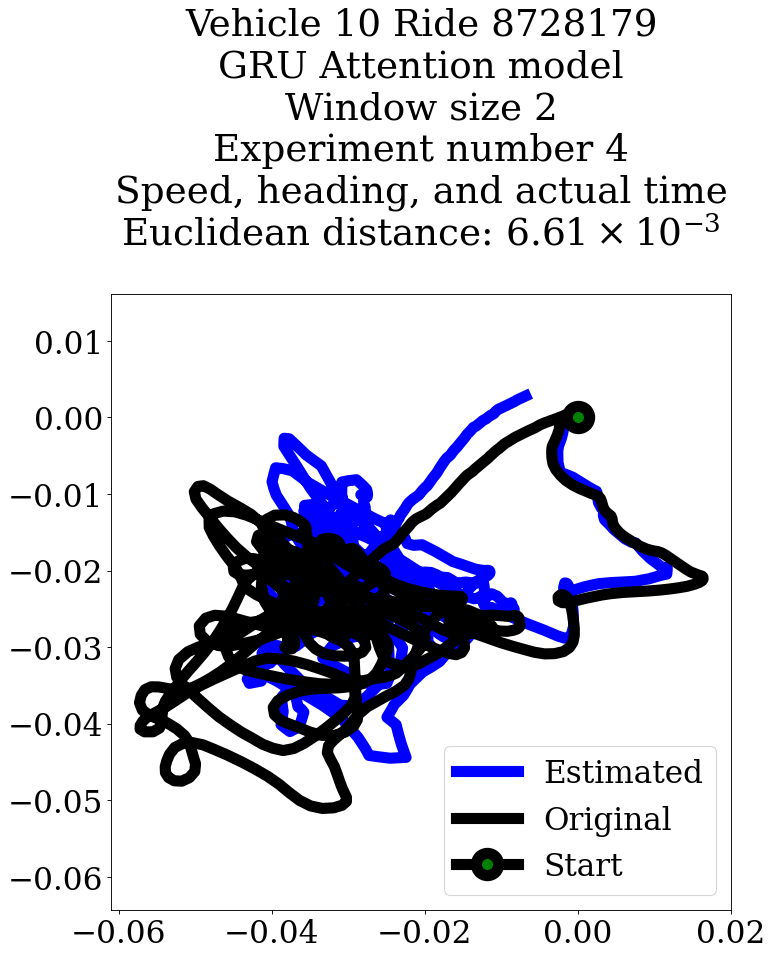 Vehicle 10 Ride 8728179
GRU Attention model
Window size 2
Experiment number 4
Speed, heading, and actual time
Euclidean distance: 6.61 × 10⁻³
0.01
0.00
−0.01
−0.02
−0.03
−0.04
−0.05
−0.06
−0.06 −0.04 −0.02 0.00 0.02
Estimated
Original
Start